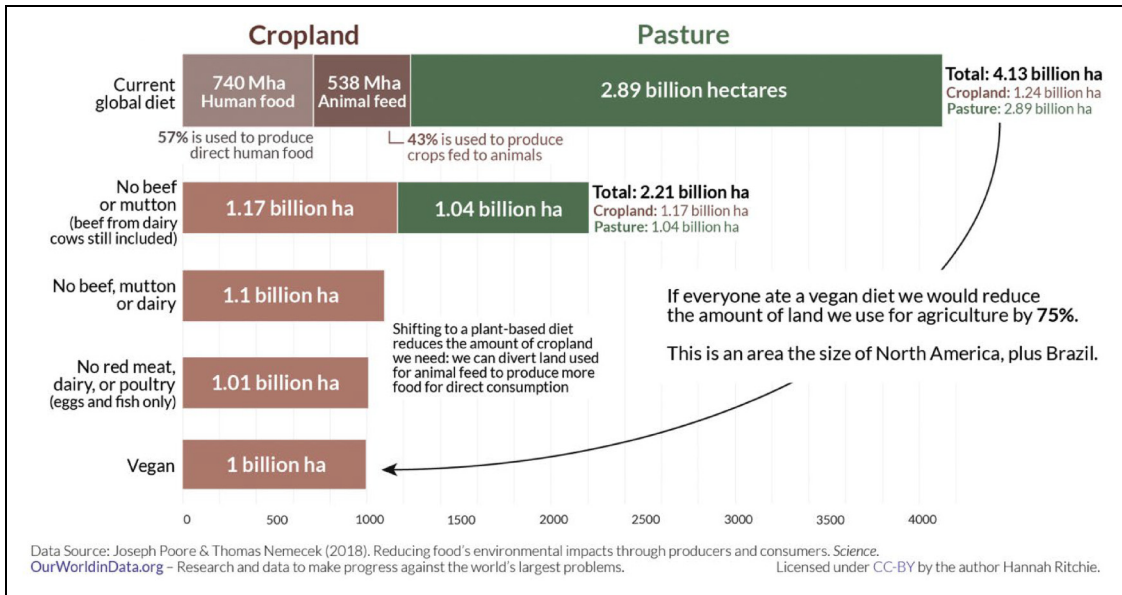 Cropland
Pasture
Current
global diet
740 Mha
Human food
538 Mha
Animal feed
2.89 billion hectares
Total: 4.13 billion ha
Cropland: 1.24 billion ha
Pasture: 2.89 billion ha
57% is used to produce
direct human food
43% is used to produce
crops fed to animals
No beef
or mutton
(beef from dairy
cows still included)
1.17 billion ha
1.04 billion ha
Total: 2.21 billion ha
Cropland: 1.17 billion ha
Pasture: 1.04 billion ha
No beef, mutton
or dairy
1.1 billion ha
Shifting to a plant-based diet
reduces the amount of cropland
we need: we can divert land used
for animal feed to produce more
food for direct consumption
If everyone ate a vegan diet we would reduce
the amount of land we use for agriculture by 75%.
This is an area the size of North America, plus Brazil.
No red meat,
dairy, or poultry
(eggs and fish only)
1.01 billion ha
Vegan
1 billion ha
0 500 1000 1500 2000 2500 3000 3500 4000
Data Source: Joseph Poore & Thomas Nemecek (2018). Reducing food's environmental impacts through producers and consumers. Science.
OurWorldinData.org – Research and data to make progress against the world's largest problems.
Licensed under CC-BY by the author Hannah Ritchie.